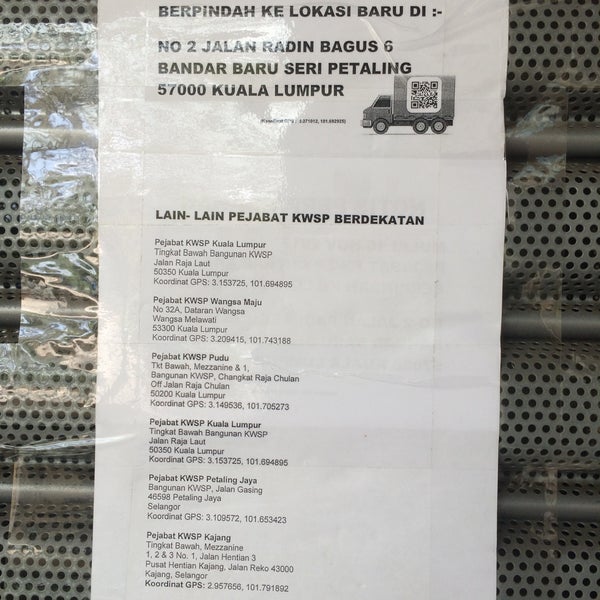 BERPINDAH KE LOKASI BARU DI :-
NO 2 JALAN RADIN BAGUS 6
BANDAR BARU SERI PETALING
57000 KUALA LUMPUR
(Koordinat GPS : 3.071012, 101.692925)
LAIN- LAIN PEJABAT KWSP BERDEKATAN
Pejabat KWSP Kuala Lumpur
Tingkat Bawah Bangunan KWSP
Jalan Raja Laut
50350 Kuala Lumpur
Koordinat GPS: 3.153725, 101.694895
Pejabat KWSP Wangsa Maju
No 32A, Dataran Wangsa
Wangsa Melawati
53300 Kuala Lumpur
Koordinat GPS: 3.209415, 101.743188
Pejabat KWSP Pudu
Tkt Bawah, Mezzanine & 1,
Bangunan KWSP, Changkat Raja Chulan
Off Jalan Raja Chulan
50200 Kuala Lumpur
Koordinat GPS: 3.149536, 101.705273
Pejabat KWSP Kuala Lumpur
Tingkat Bawah Bangunan KWSP
Jalan Raja Laut
50350 Kuala Lumpur
Koordinat GPS: 3.153725, 101.694895
Pejabat KWSP Petaling Jaya
Bangunan KWSP, Jalan Gasing
46598 Petaling Jaya
Selangor
Koordinat GPS: 3.109572, 101.653423
Pejabat KWSP Kajang
Tingkat Bawah, Mezzanine
1, 2 & 3 No. 1, Jalan Hentian 3
Pusat Hentian Kajang, Jalan Reko 43000
Kajang, Selangor
Koordinat GPS: 2.957656, 101.791892